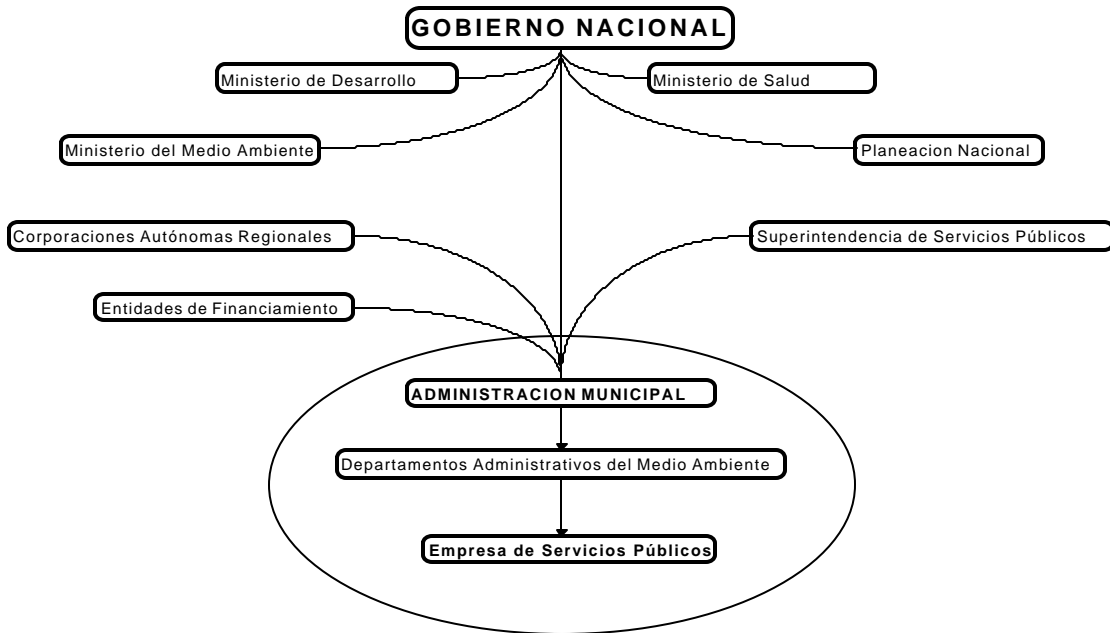 GOBIERNO NACIONAL
Ministerio de Desarrollo
Ministerio de Salud
Ministerio del Medio Ambiente
Planeacion Nacional
Corporaciones Autónomas Regionales
Superintendencia de Servicios Públicos
Entidades de Financiamiento
ADMINISTRACION MUNICIPAL
Departamentos Administrativos del Medio Ambiente
Empresa de Servicios Públicos